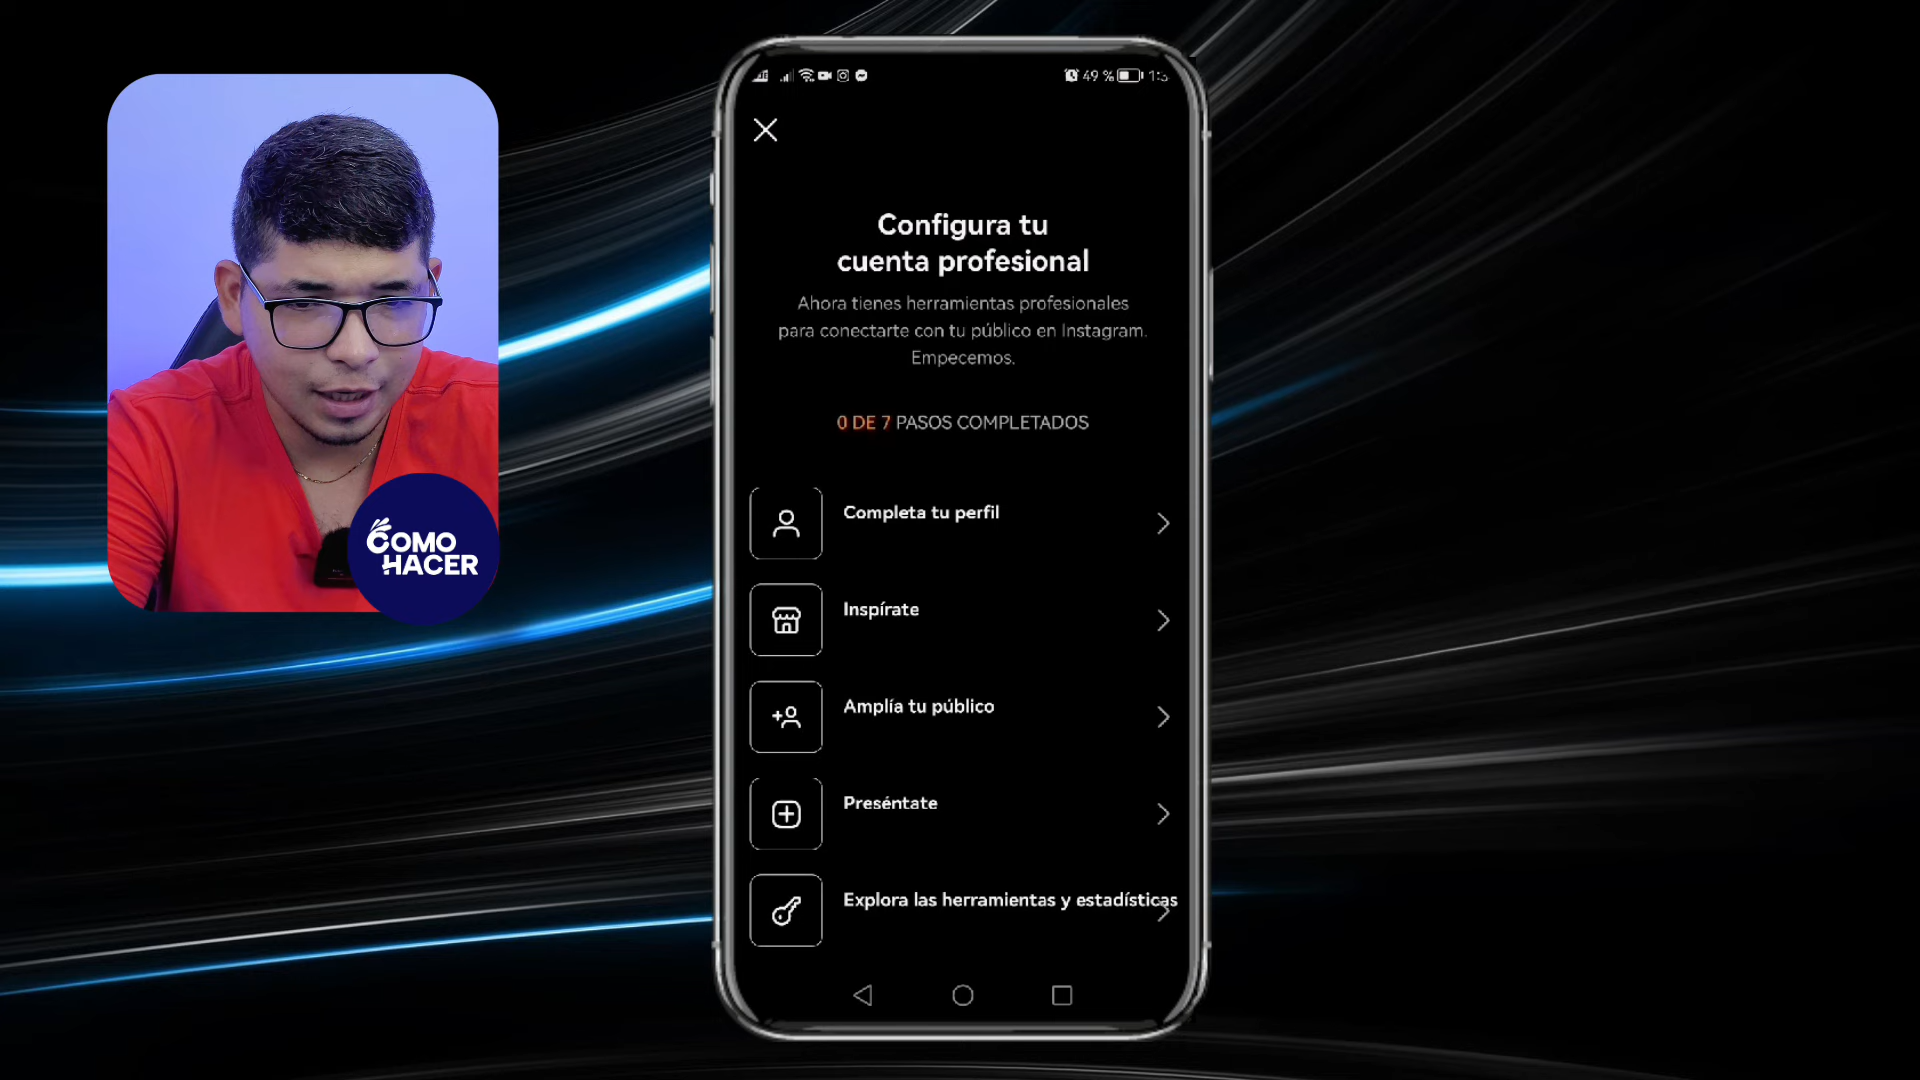 COMO
HACER
49 %
Configura tu
cuenta profesional
Ahora tienes herramientas profesionales
para conectarte con tu público en Instagram.
Empecemos.
0 DE 7 PASOS COMPLETADOS
Completa tu perfil
Inspírate
Amplía tu público
Preséntate
Explora las herramientas y estadísticas